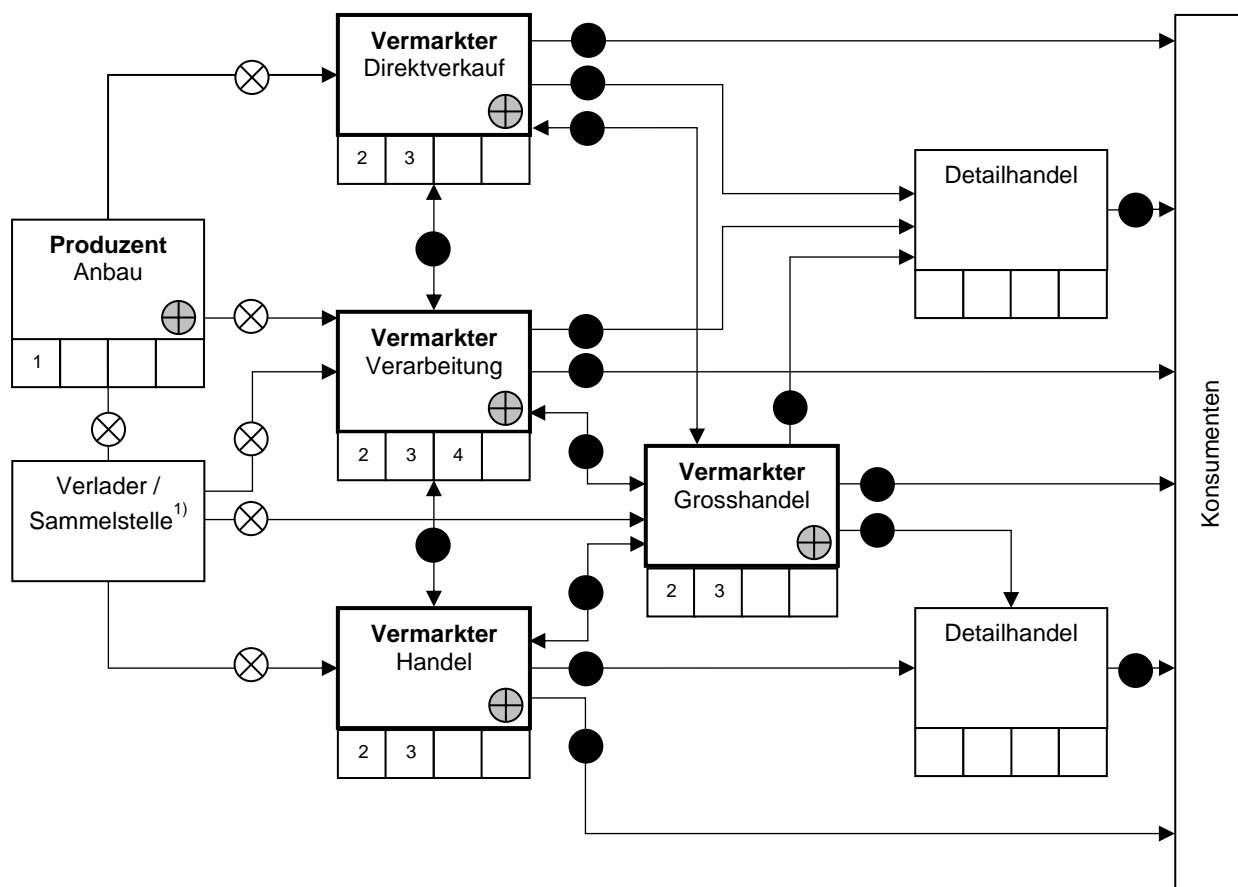 Vermarkter
Direktverkauf
2 3
Detailhandel
Produzent
Anbau
1
Vermarkter
Verarbeitung
2 3 4
Verlader /
Sammelstelle1)
Vermarkter
Grosshandel
2 3
Konsumenten
Vermarkter
Handel
2 3
Detailhandel